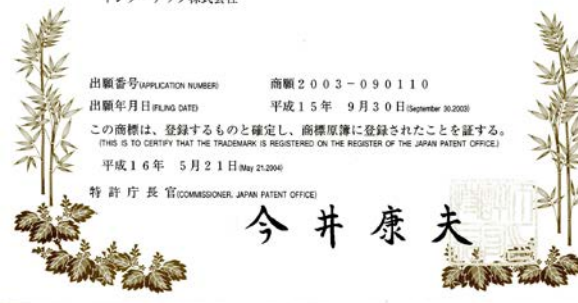 出願番号(APPLICATION NUMBER) 商願2003-090110
出願年月日(FILING DATE) 平成15年 9月30日(September 30,2003)
この商標は、登録するものと確定し、商標原簿に登録されたことを証する。
(THIS IS TO CERTIFY THAT THE TRADEMARK IS REGISTERED ON THE REGISTER OF THE JAPAN PATENT OFFICE.)
平成16年 5月21日(May 21,2004)
特許庁長官(COMMISSIONER, JAPAN PATENT OFFICE)
今井康夫